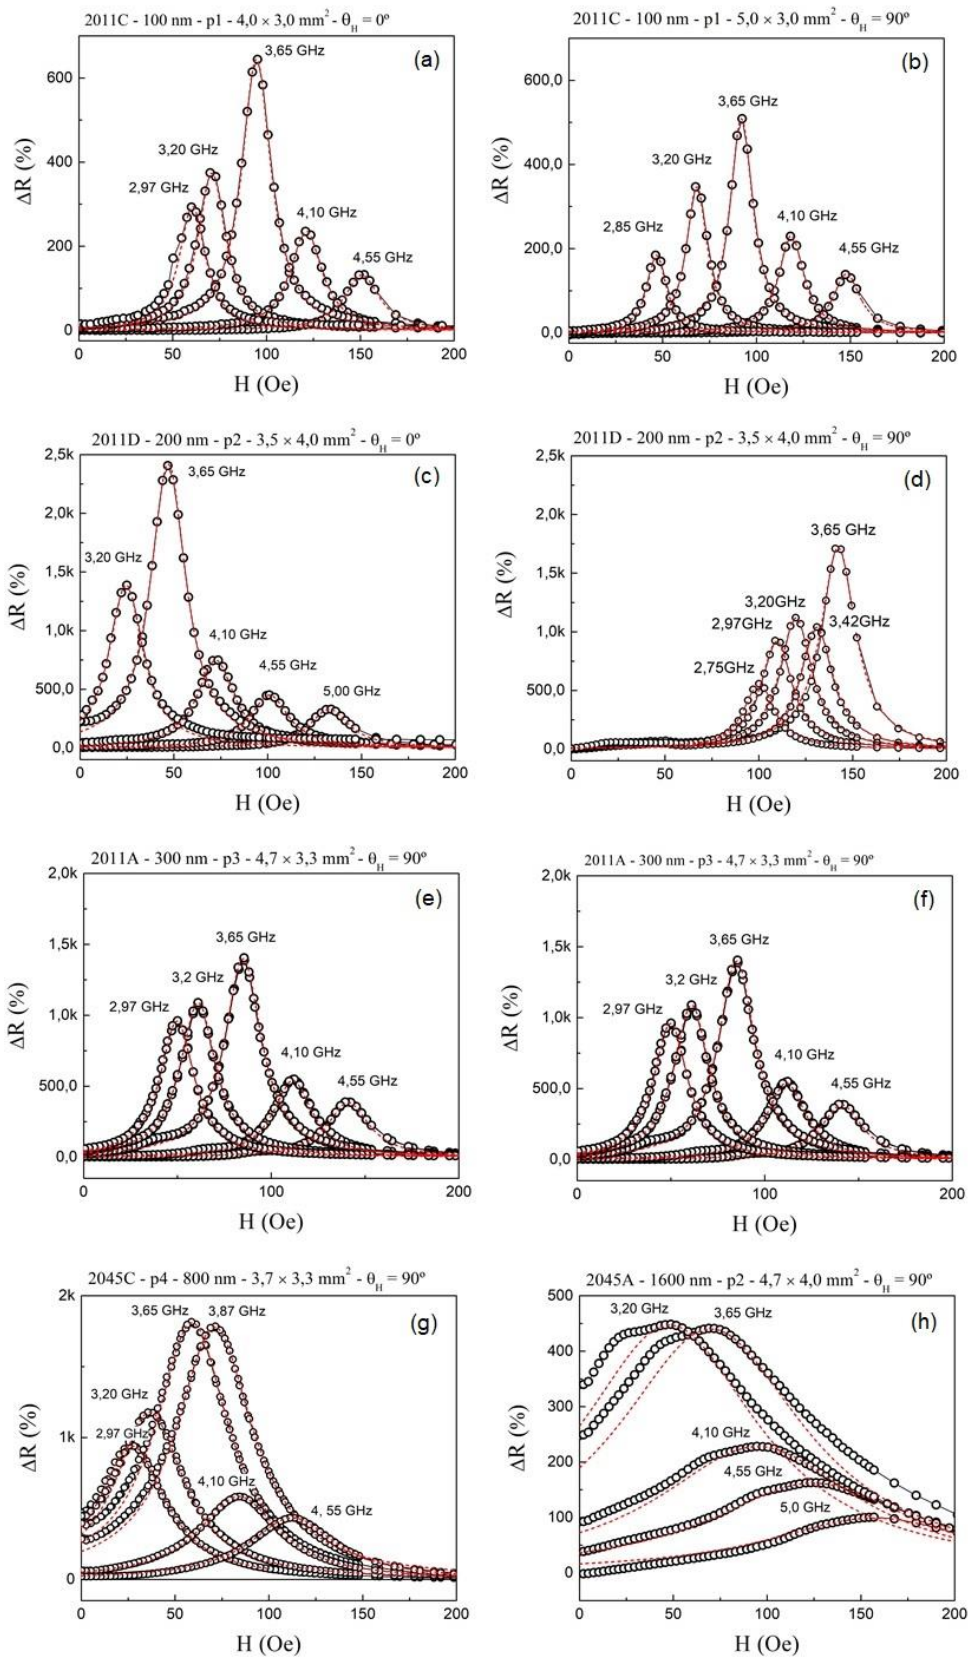 2011C - 100 nm - p1 - 4,0 × 3,0 mm² - θH = 0º
(a)
3,65 GHz
3,20 GHz
2,97 GHz
4,10 GHz
4,55 GHz
600
400
200
0
ΔR (%)
0 50 100 150 200
H (Oe)
2011C - 100 nm - p1 - 5,0 × 3,0 mm² - θH = 90º
(b)
3,65 GHz
3,20 GHz
2,85 GHz
4,10 GHz
4,55 GHz
600,0
400,0
200,0
0,0
ΔR (%)
0 50 100 150 200
H (Oe)
2011D - 200 nm - p2 - 3,5 × 4,0 mm² - θH = 0º
(c)
3,65 GHz
3,20 GHz
4,10 GHz
4,55 GHz
5,00 GHz
2,5k
2,0k
1,5k
1,0k
500,0
0,0
ΔR (%)
0 50 100 150 200
H (Oe)
2011D - 200 nm - p2 - 3,5 × 4,0 mm² - θH = 90º
(d)
3,65 GHz
3,20GHz
2,97GHz
3,42GHz
2,75GHz
2,5k
2,0k
1,5k
1,0k
500,0
0,0
ΔR (%)
0 50 100 150 200
H (Oe)
2011A - 300 nm - p3 - 4,7 × 3,3 mm² - θH = 90º
(e)
3,65 GHz
3,2 GHz
2,97 GHz
4,10 GHz
4,55 GHz
2,0k
1,5k
1,0k
500,0
0,0
ΔR (%)
0 100 200
H (Oe)
2011A - 300 nm - p3 - 4,7 × 3,3 mm² - θH = 90º
(f)
3,65 GHz
3,2 GHz
2,97 GHz
4,10 GHz
4,55 GHz
2,0k
1,5k
1,0k
500,0
0,0
ΔR (%)
0 100 200
H (Oe)
2045C - p4 - 800 nm - 3,7 × 3,3 mm² - θH = 90º
(g)
3,65 GHz 3,87 GHz
3,20 GHz
2,97 GHz
4,10 GHz
4, 55 GHz
2k
1k
0
ΔR (%)
0 50 100 150 200
H (Oe)
2045A - 1600 nm - p2 - 4,7 × 4,0 mm² - θH = 90º
(h)
3,20 GHz 3,65 GHz
4,10 GHz
4,55 GHz
5,0 GHz
500
400
300
200
100
0
ΔR (%)
0 50 100 150 200
H (Oe)